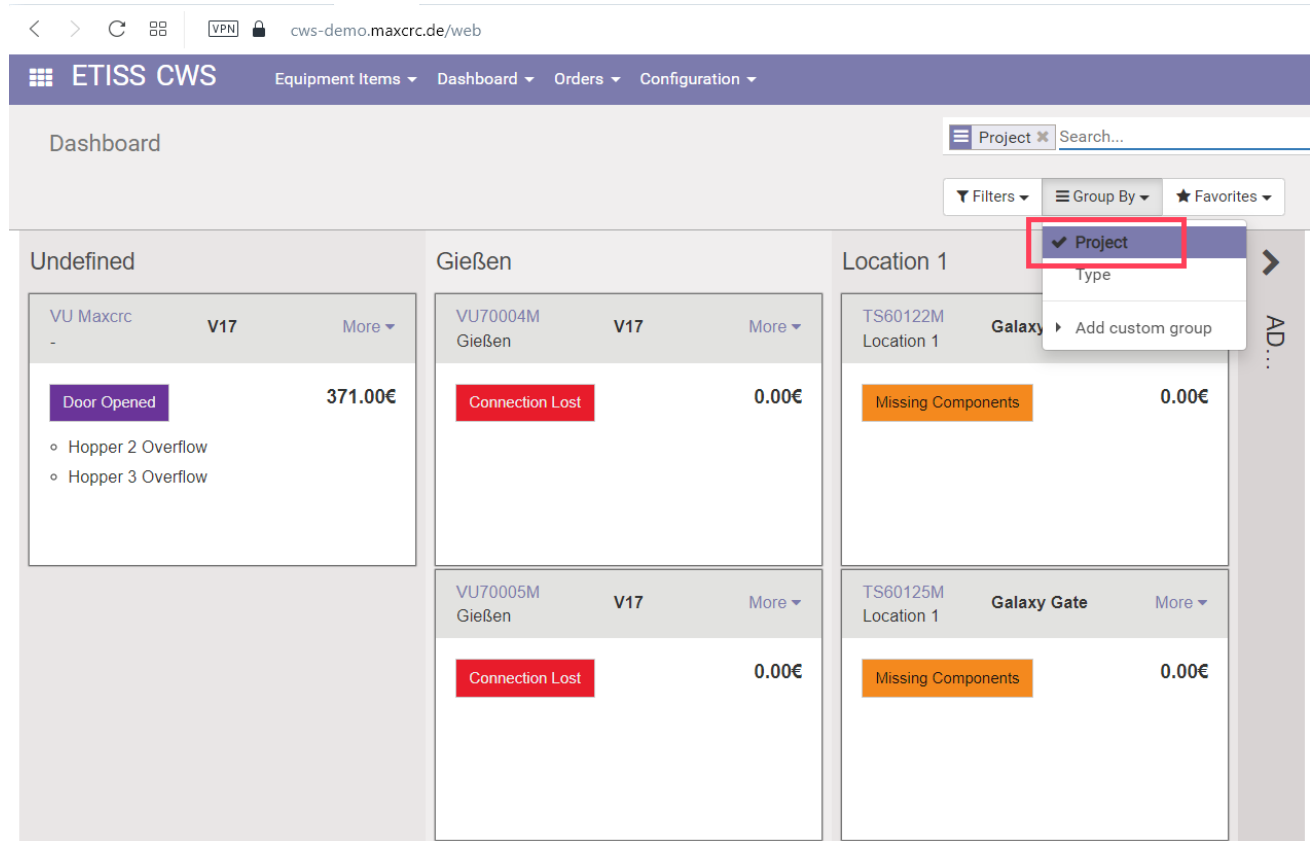 VPN cws-demo.maxcrc.de/web
ETISS CWS Equipment Items Dashboard Orders Configuration
Dashboard
Project Search...
Filters Group By Favorites
Project
Type
Add custom group
Undefined
VU Maxcrc V17 More
-
Door Opened 371.00€
Hopper 2 Overflow
Hopper 3 Overflow
Gießen
VU70004M V17 More
Gießen
Connection Lost 0.00€
VU70005M V17 More
Gießen
Connection Lost 0.00€
Location 1
TS60122M Galaxy
Location 1
Missing Components 0.00€
TS60125M Galaxy Gate More
Location 1
Missing Components 0.00€
AD...